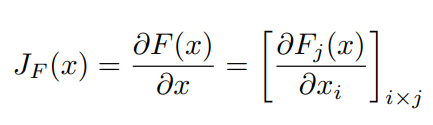 J_F(x) = \frac{\partial F(x)}{\partial x} = \left[ \frac{\partial F_j(x)}{\partial x_i} \right]_{i \times j}